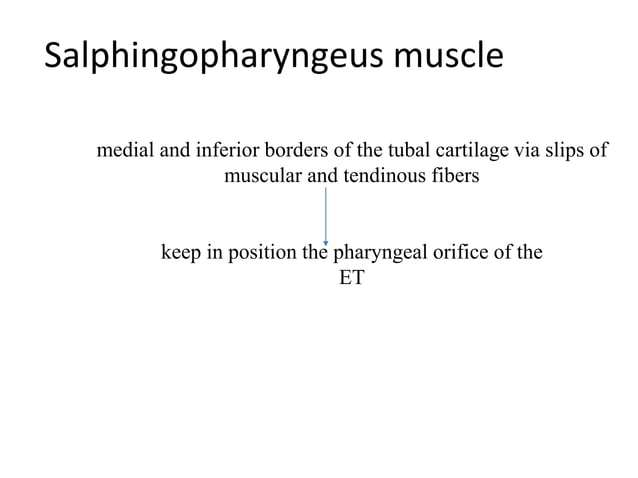 Salphingopharyngeus muscle
medial and inferior borders of the tubal cartilage via slips of
muscular and tendinous fibers
keep in position the pharyngeal orifice of the
ET